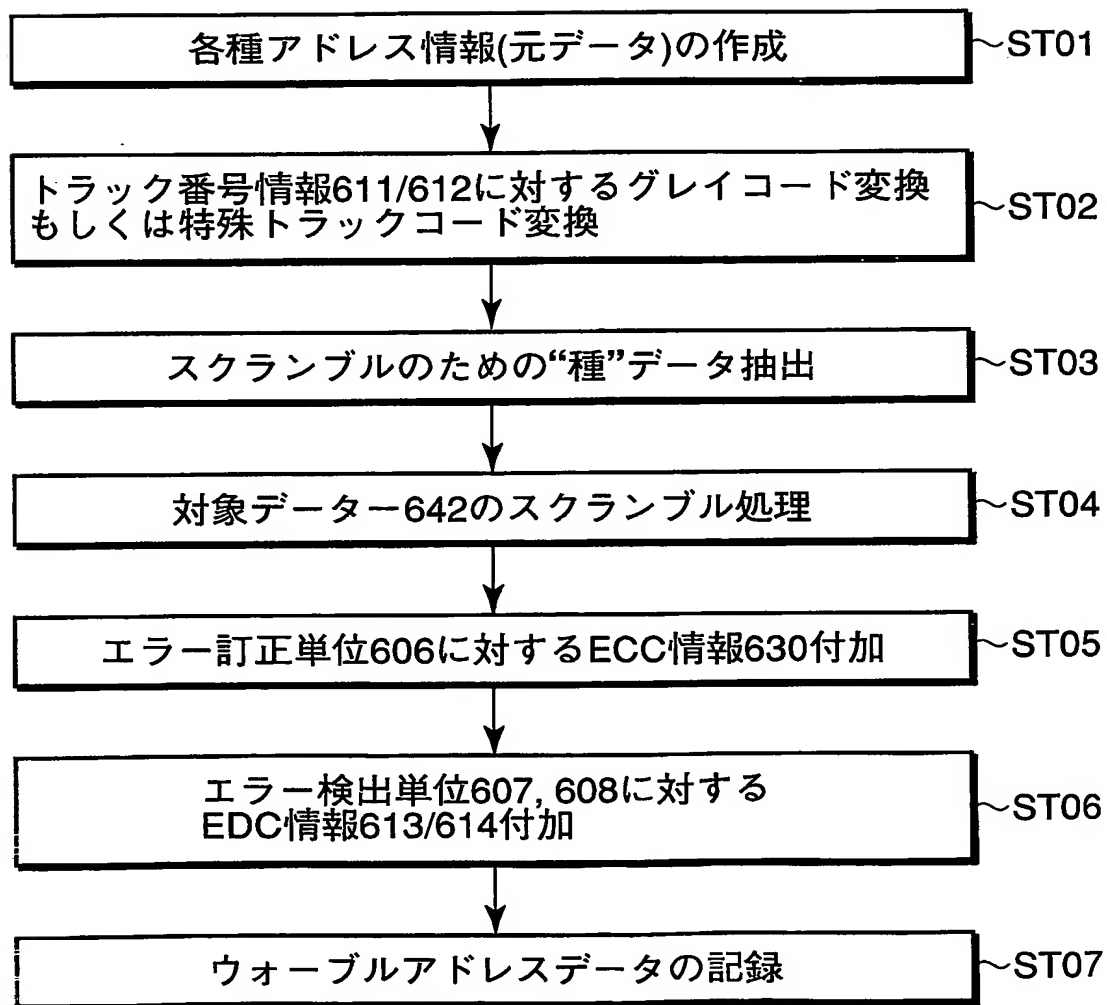 各種アドレス情報(元データ)の作成 ~ST01
トラック番号情報611/612に対するグレイコード変換
もしくは特殊トラックコード変換 ~ST02
スクランブルのための“種”データ抽出 ~ST03
対象データー642のスクランブル処理 ~ST04
エラー訂正単位606に対するECC情報630付加 ~ST05
エラー検出単位607, 608に対する
EDC情報613/614付加 ~ST06
ウォーブルアドレスデータの記録 ~ST07